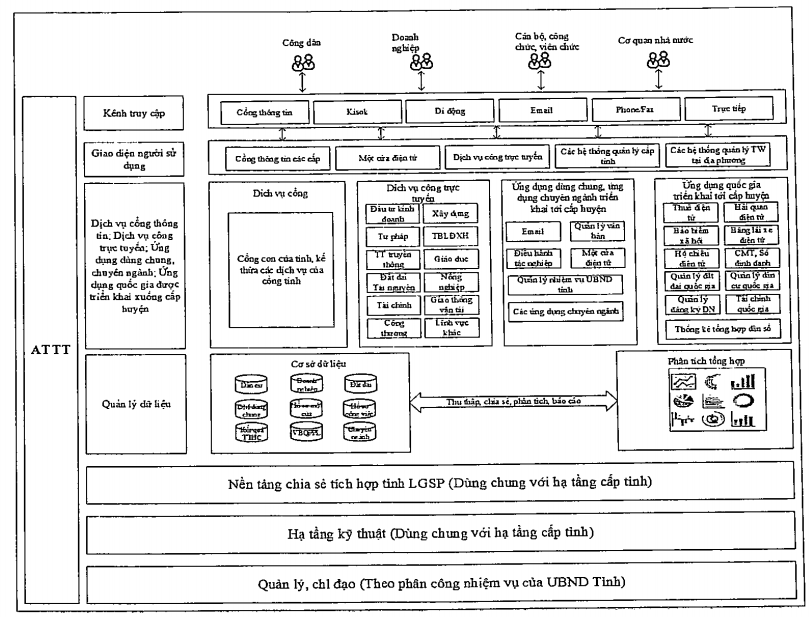 Công dân
Doanh
nghiệp
Cán bộ, công
chức, viên chức
Cơ quan nhà nước
Kênh truy cập
Cổng thông tin
Kisok
Di động
Email
Phone/Fax
Trực tiếp
Giao diện người sử
dụng
Cổng thông tin các cấp
Một cửa điện tử
Dịch vụ công trực tuyến
Các hệ thống quản lý cấp
tỉnh
Các hệ thống quản lý TW
tại địa phương
ATTT
Dịch vụ cổng thông
tin; Dịch vụ công
trực tuyến; Ứng
dụng dùng chung,
chuyên ngành; Ứng
dụng quốc gia được
triển khai xuống cấp
huyện
Dịch vụ cổng
Cổng con của tỉnh, kế
thừa các dịch vụ của
cổng tỉnh
Dịch vụ công trực
tuyến
Đầu tư kinh
doanh
Xây dựng
Tư pháp
TBLĐXH
TT truyền
thông
Giáo dục
Đất đai
Tài nguyên
Nông
nghiệp
Tài chính
Giao thông
vận tải
Công
thương
Lĩnh vực
khác
Ứng dụng dùng chung, ứng
dụng chuyên ngành triển
khai tới cấp huyện
Email
Quản lý văn
bản
Điều hành
tác nghiệp
Một cửa
điện tử
Quản lý nhiệm vụ UBND
tỉnh
Các ứng dụng chuyên ngành
Ứng dụng quốc gia
triển khai tới cấp huyện
Thuế điện
tử
Hải quan
điện tử
Bảo hiểm
xã hội
Bằng lái xe
điện tử
Hộ chiếu
điện tử
CMT, Số
định danh
Quản lý đất
đai quốc gia
Quản lý dân
cư quốc gia
Quản lý
đăng ký DN
Tài chính
quốc gia
Thống kê tổng hợp dân số
Quản lý dữ liệu
Cơ sở dữ liệu
Dân cư
Doanh
nghiệp
Đất đai
DM dùng
chung
Hồ sơ một
cửa
Hồ sơ
công việc
Kết quả
TTHC
VBQPPL
Chuyên
ngành
Thu thập, chia sẻ, phân tích, báo cáo
Phân tích tổng hợp
Nền tảng chia sẻ tích hợp tỉnh LGSP (Dùng chung với hạ tầng cấp tỉnh)
Hạ tầng kỹ thuật (Dùng chung với hạ tầng cấp tỉnh)
Quản lý, chỉ đạo (Theo phân công nhiệm vụ của UBND Tỉnh)